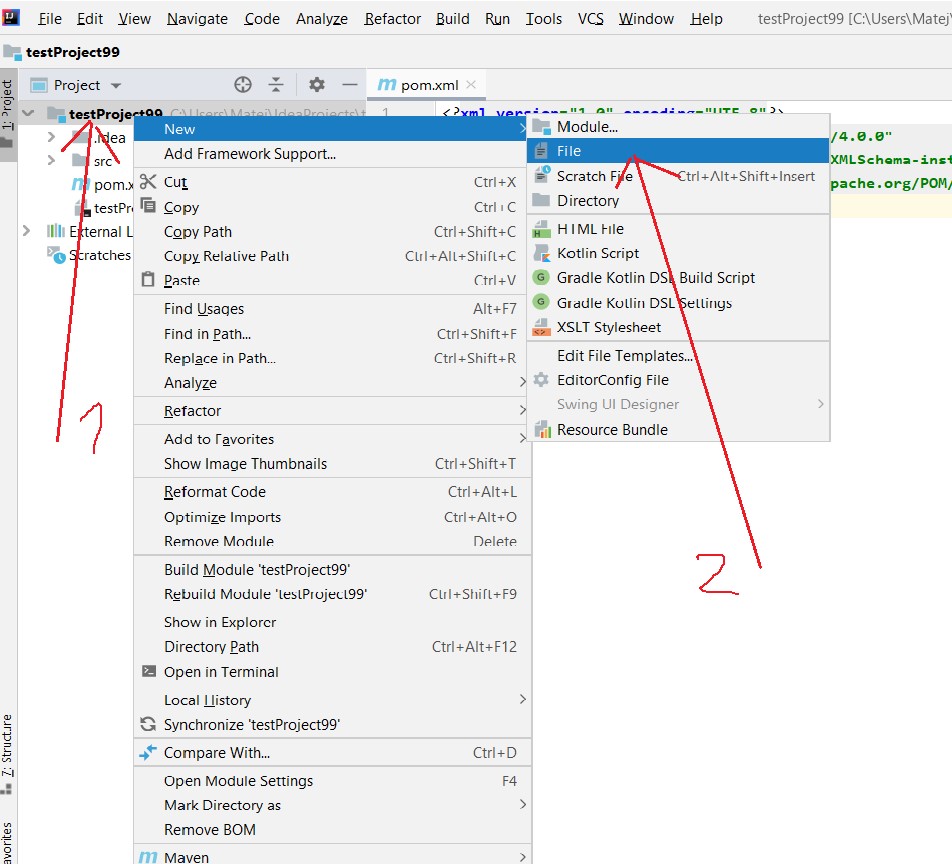 File Edit View Navigate Code Analyze Refactor Build Run Tools VCS Window Help testProject99 [C:\Users\Matej\
testProject99
1: Project
Project
pom.xml
testProject99 C:\Users\Matej\IdeaProjects\t
1 <?xml version="1.0" encoding="UTF-8"?>
.idea
/4.0.0"
src
XMLSchema-inst
pom.x
pache.org/POM/
testPr
External L
Scratches
New
Add Framework Support...
Cut Ctrl+X
Copy Ctrl+C
Copy Path Ctrl+Shift+C
Copy Relative Path Ctrl+Alt+Shift+C
Paste Ctrl+V
Find Usages Alt+F7
Find in Path... Ctrl+Shift+F
Replace in Path... Ctrl+Shift+R
Analyze
Refactor
Add to Favorites
Show Image Thumbnails Ctrl+Shift+T
Reformat Code Ctrl+Alt+L
Optimize Imports Ctrl+Alt+O
Remove Module Delete
Build Module 'testProject99'
Rebuild Module 'testProject99' Ctrl+Shift+F9
Show in Explorer
Directory Path Ctrl+Alt+F12
Open in Terminal
Local History
Synchronize 'testProject99'
Compare With... Ctrl+D
Open Module Settings F4
Mark Directory as
Remove BOM
Maven
Module...
File
Scratch File Ctrl+Alt+Shift+Insert
Directory
HTML File
Kotlin Script
Gradle Kotlin DSL Build Script
Gradle Kotlin DSL Settings
XSLT Stylesheet
Edit File Templates...
EditorConfig File
Swing UI Designer
Resource Bundle
1
2
7: Structure
avorites